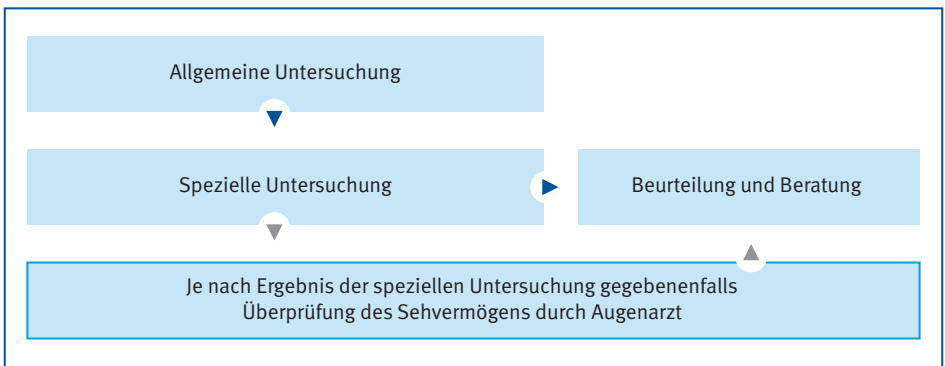 Allgemeine Untersuchung
Spezielle Untersuchung
Beurteilung und Beratung
Je nach Ergebnis der speziellen Untersuchung gegebenenfalls
Überprüfung des Sehvermögens durch Augenarzt